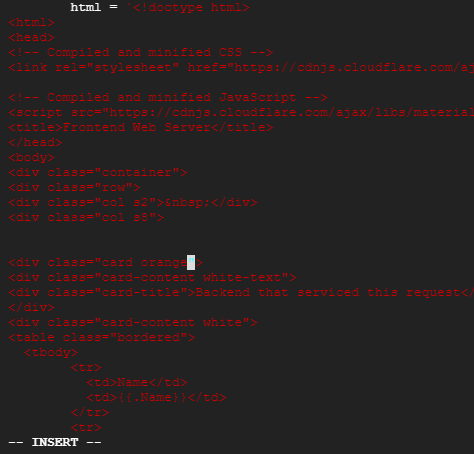 html = `<!doctype html>
<html>
<head>
<!-- Compiled and minified CSS -->
<link rel="stylesheet" href="https://cdnjs.cloudflare.com/aj
<!-- Compiled and minified JavaScript -->
<script src="https://cdnjs.cloudflare.com/ajax/libs/material
<title>Frontend Web Server</title>
</head>
<body>
<div class="container">
<div class="row">
<div class="col s2">&nbsp;</div>
<div class="col s8">
<div class="card orange">
<div class="card-content white-text">
<div class="card-title">Backend that serviced this request</
</div>
<div class="card-content white">
<table class="bordered">
<tbody>
<tr>
<td>Name</td>
<td>{{.Name}}</td>
</tr>
<tr>
-- INSERT --